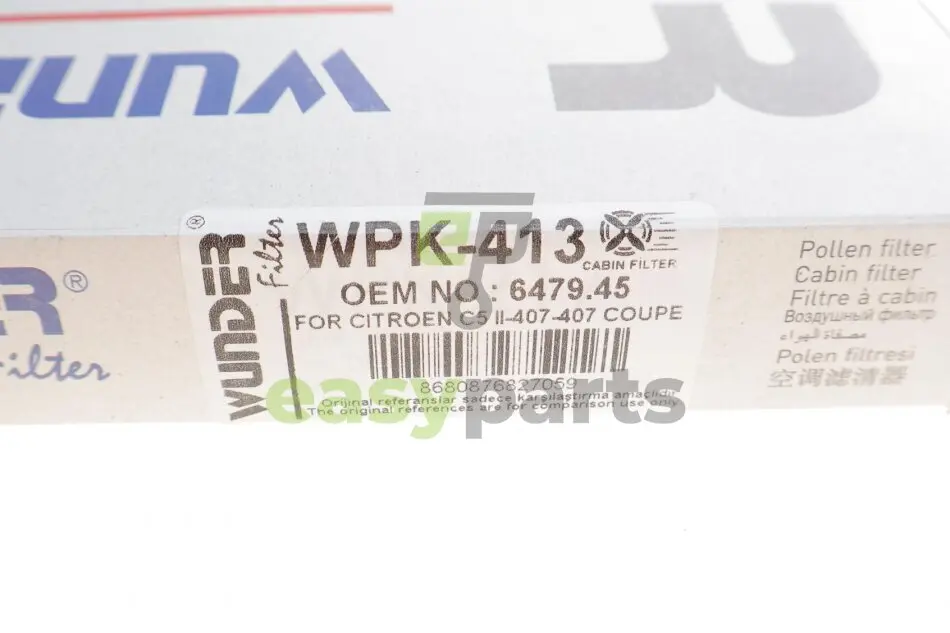 WUNDER®
Filter
WPK-413
CABIN FILTER
OEM NO : 6479.45
FOR CITROEN C5 II-407-407 COUPE
8680876827059
Orijinal referanslar sadece karşılaştırma amaçlıdır
The original references are for comparison use only
easyparts
Pollen filter
Cabin filter
Filtre à cabin
Воздушный фильтр
مصفاة الهواء
Polen filtresi
空调滤清器